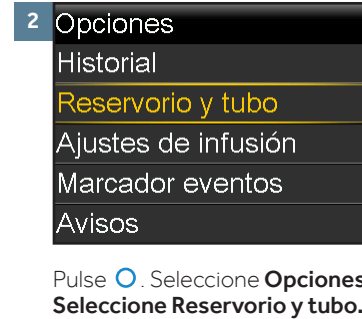 2
Opciones
Historial
Reservorio y tubo
Ajustes de infusión
Marcador eventos
Avisos
Pulse . Seleccione Opciones
Seleccione Reservorio y tubo.